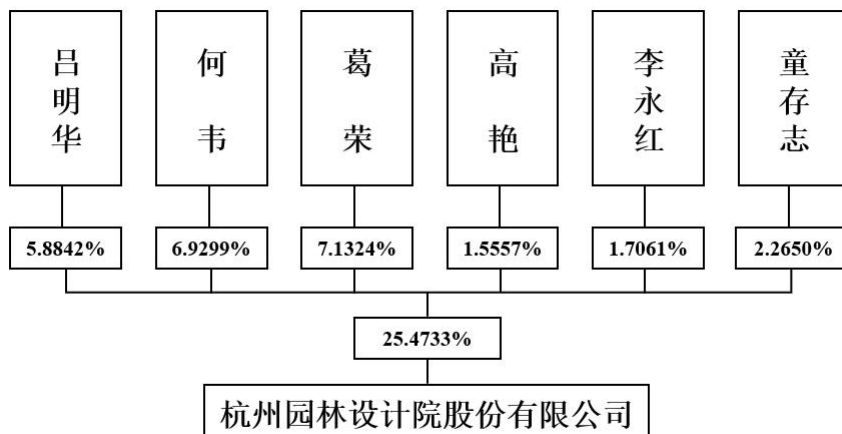 吕明华
何韦
葛荣
高艳
李永红
童存志
5.8842%
6.9299%
7.1324%
1.5557%
1.7061%
2.2650%
25.4733%
杭州园林设计院股份有限公司